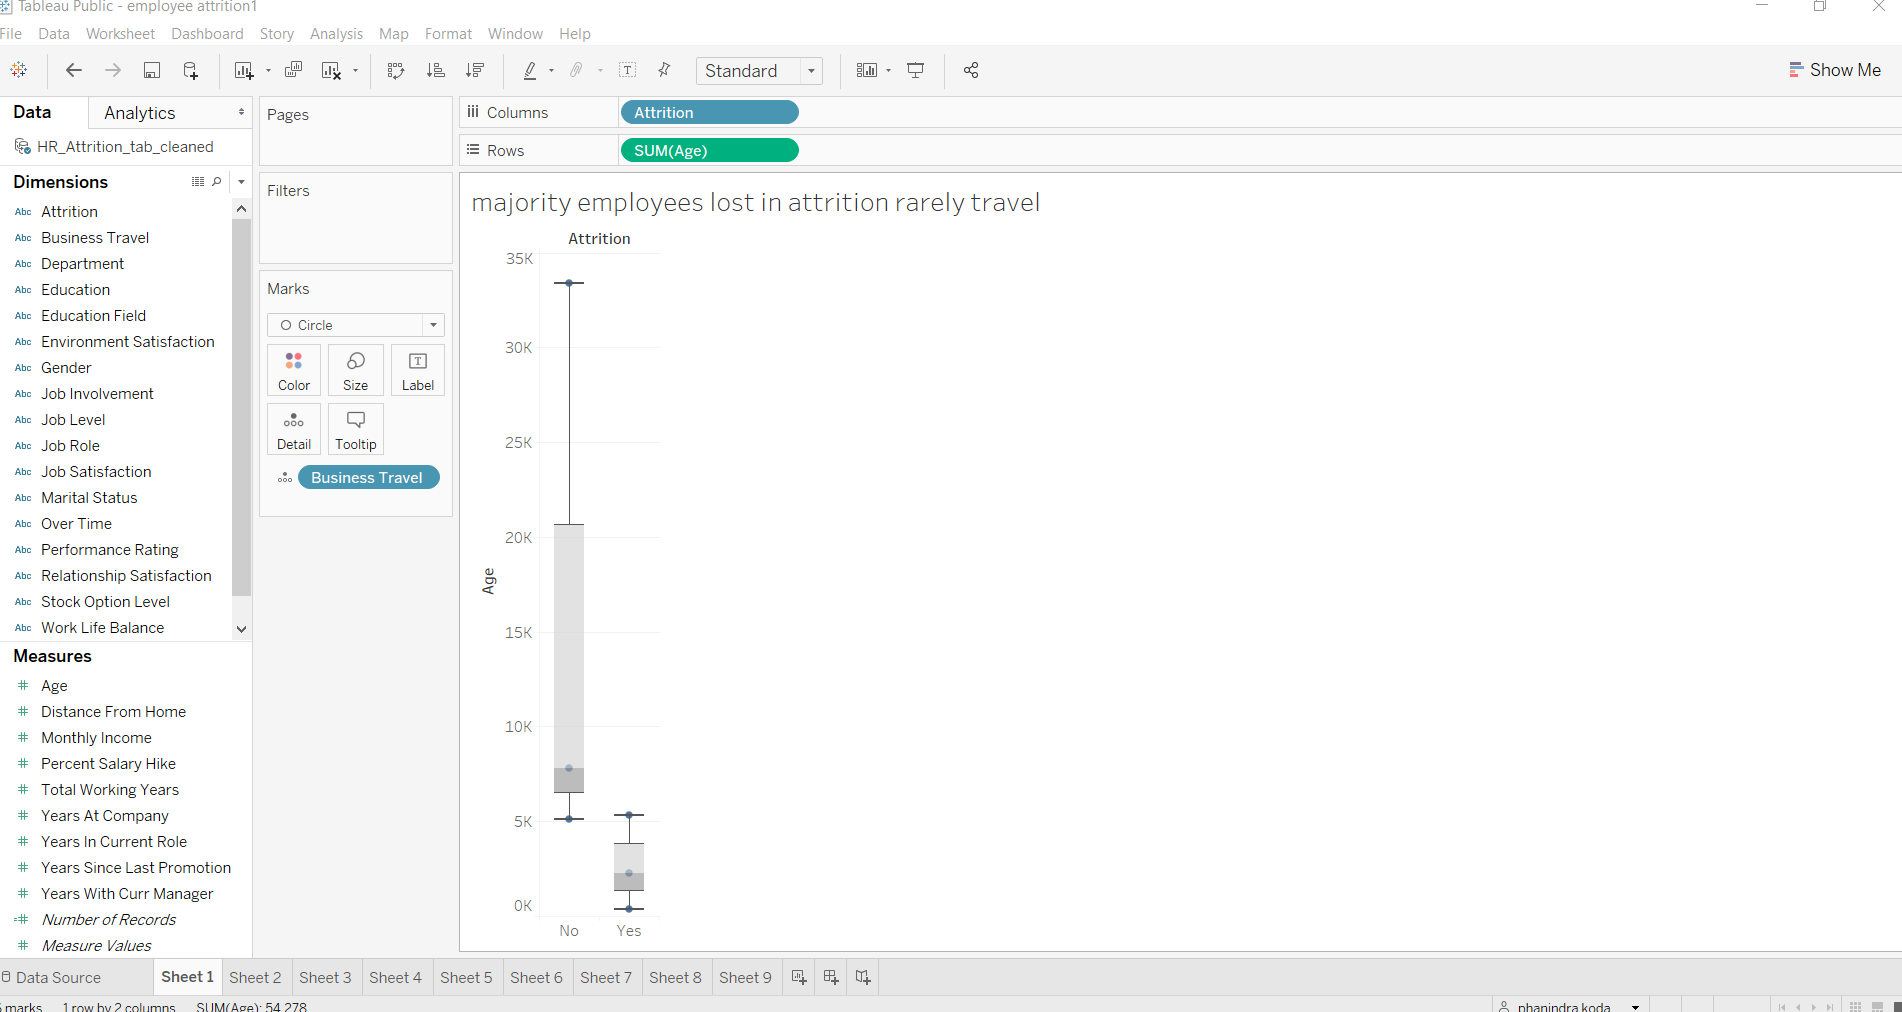 Tableau Public - employee attrition1
File Data Worksheet Dashboard Story Analysis Map Format Window Help
Standard
Show Me
Data
Analytics
HR_Attrition_tab_cleaned
Dimensions
Abc Attrition
Abc Business Travel
Abc Department
Abc Education
Abc Education Field
Abc Environment Satisfaction
Abc Gender
Abc Job Involvement
Abc Job Level
Abc Job Role
Abc Job Satisfaction
Abc Marital Status
Abc Over Time
Abc Performance Rating
Abc Relationship Satisfaction
Abc Stock Option Level
Abc Work Life Balance
Measures
# Age
# Distance From Home
# Monthly Income
# Percent Salary Hike
# Total Working Years
# Years At Company
# Years In Current Role
# Years Since Last Promotion
# Years With Curr Manager
=# Number of Records
# Measure Values
Pages
Filters
Marks
Circle
Color Size Label
Detail Tooltip
Business Travel
Columns Attrition
Rows SUM(Age)
majority employees lost in attrition rarely travel
Attrition
35K
30K
25K
20K
15K
10K
5K
0K
Age
No Yes
Data Source Sheet 1 Sheet 2 Sheet 3 Sheet 4 Sheet 5 Sheet 6 Sheet 7 Sheet 8 Sheet 9
marks 1 row by 2 columns SUM(Age): 54,278
phanindra koda